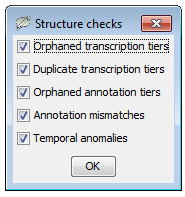 Structure checks
Orphaned transcription tiers
Duplicate transcription tiers
Orphaned annotation tiers
Annotation mismatches
Temporal anomalies
OK